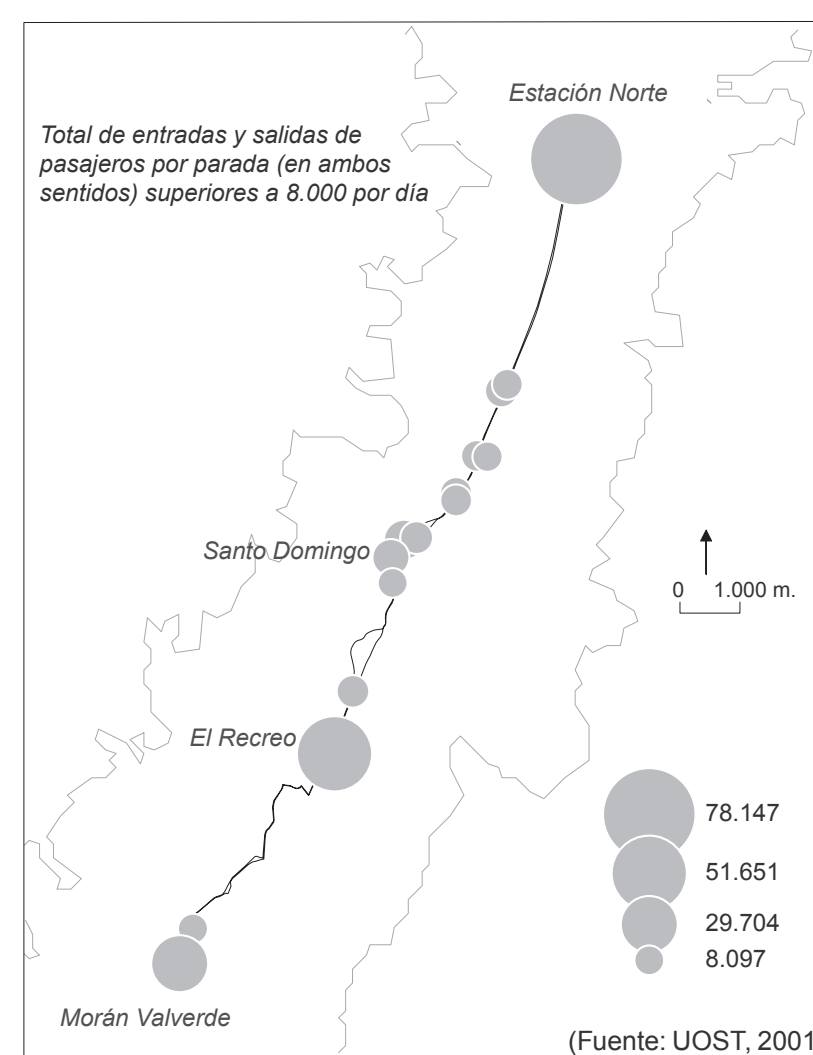 Estación Norte
Total de entradas y salidas de
pasajeros por parada (en ambos
sentidos) superiores a 8.000 por día
Santo Domingo
0 1.000 m.
El Recreo
78.147
51.651
29.704
8.097
Morán Valverde
(Fuente: UOST, 2001